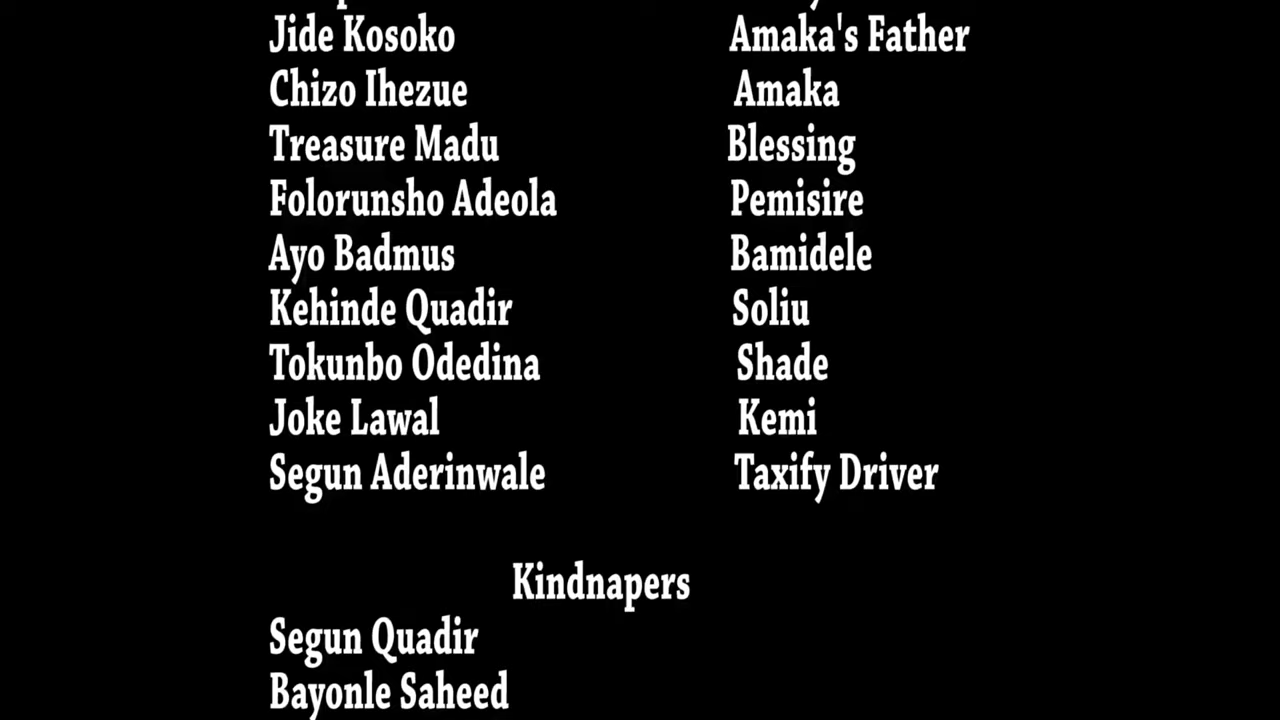 Jide Kosoko Amaka's Father
Chizo Ihezue Amaka
Treasure Madu Blessing
Folorunsho Adeola Pemisire
Ayo Badmus Bamidele
Kehinde Quadir Soliu
Tokunbo Odedina Shade
Joke Lawal Kemi
Segun Aderinwale Taxify Driver
Kindnapers
Segun Quadir
Bayonle Saheed